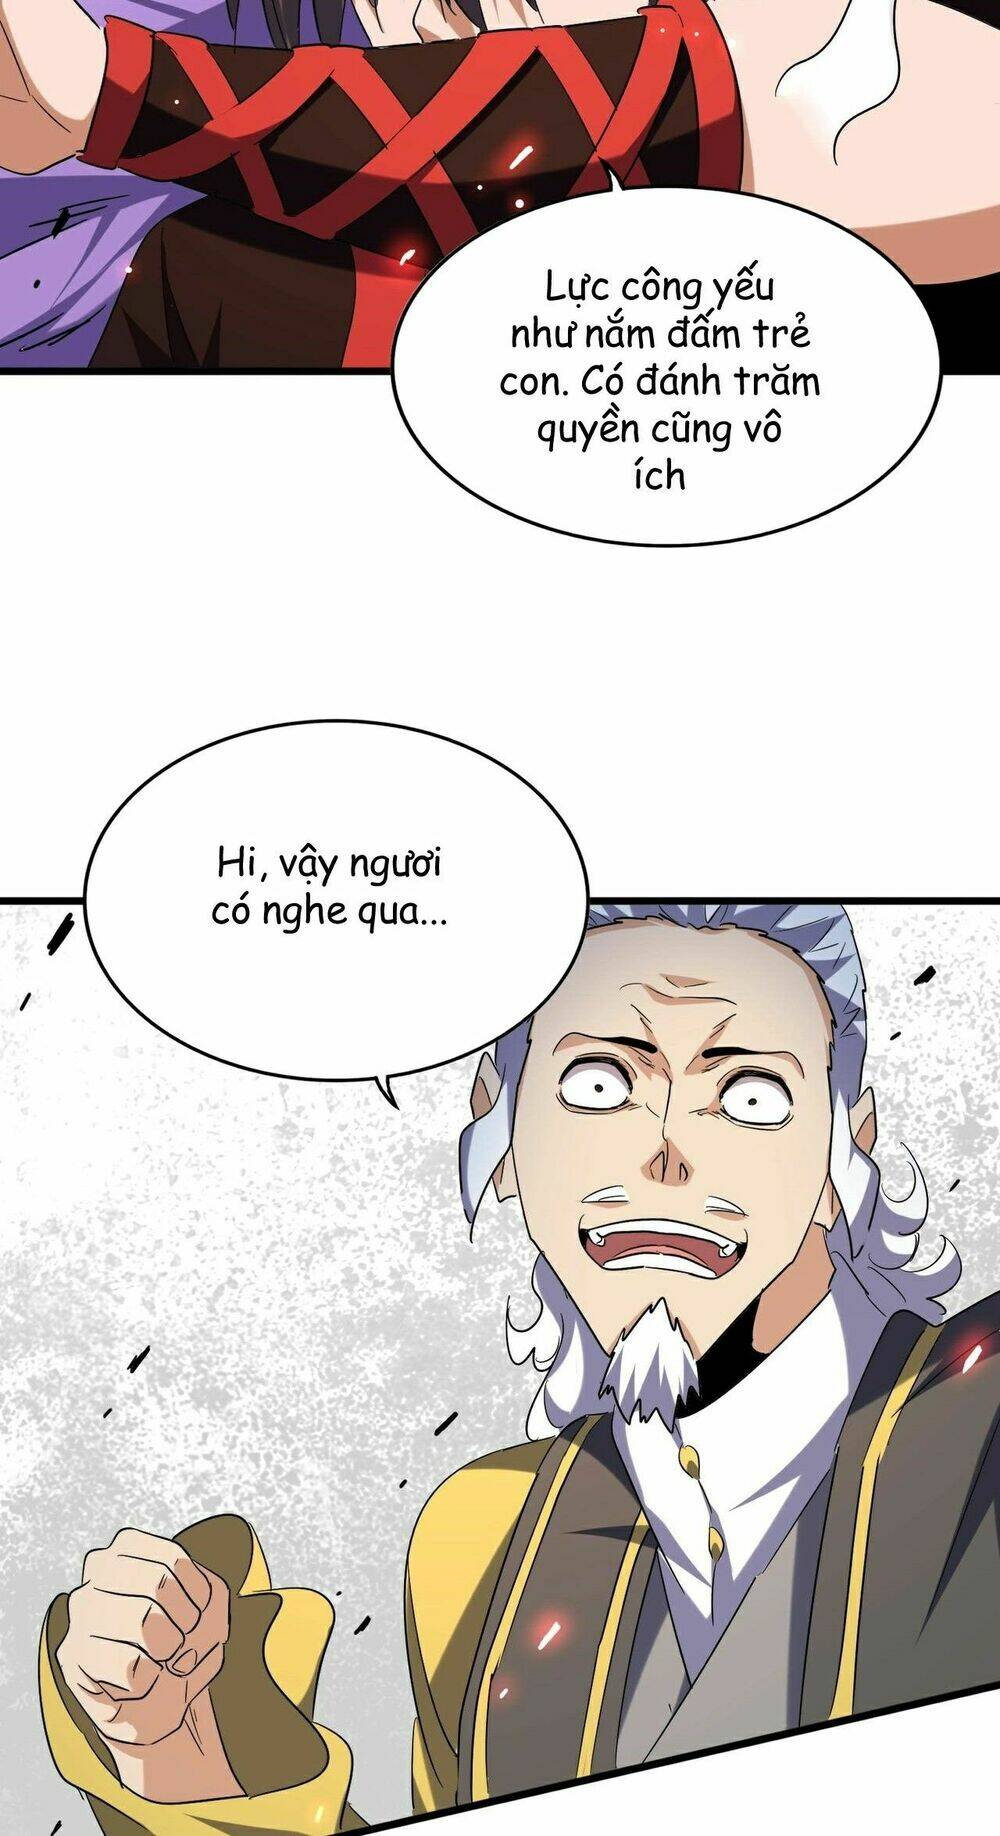 Lực công yếu
như nắm đấm trẻ
con. Có đánh trăm
quyền cũng vô
ích
Hi, vậy ngươi
có nghe qua...